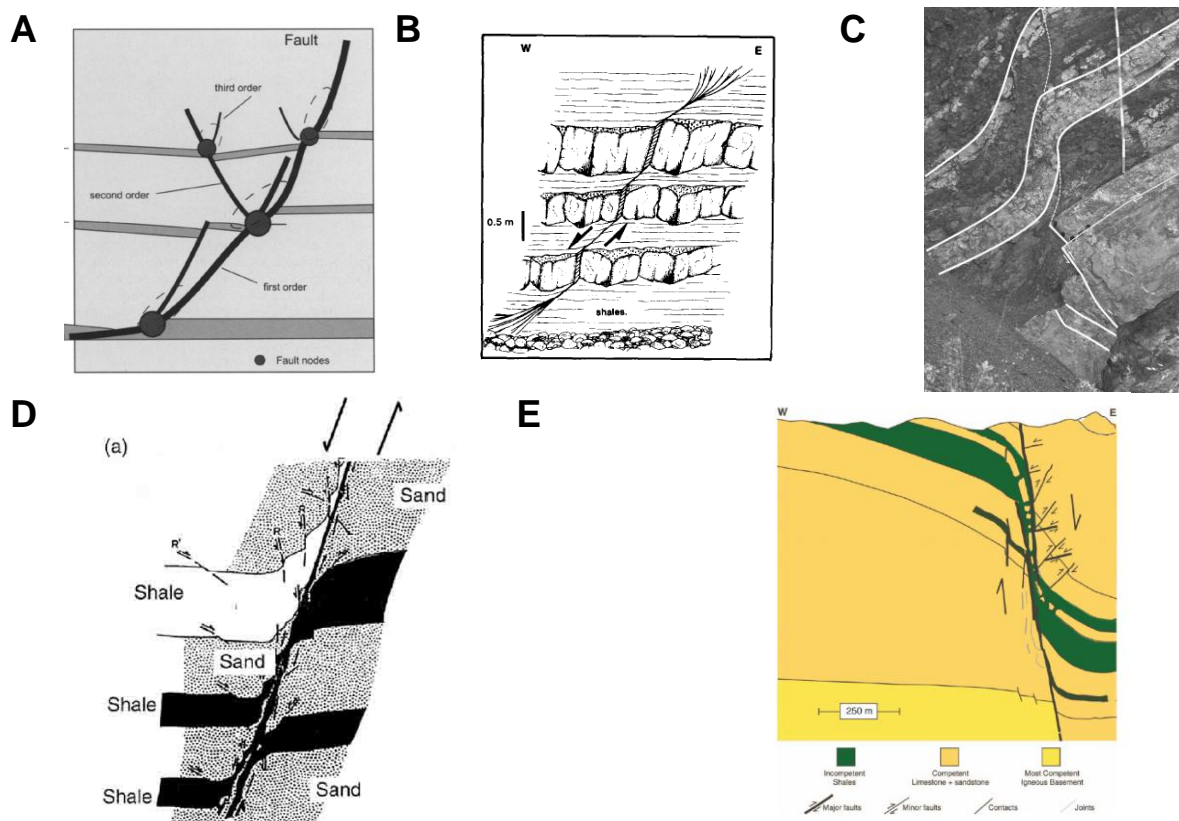 A
Fault
third order
second order
first order
Fault nodes
B
W E
0.5 m
shales.
C
D
(a)
Sand
R
R
R'
Shale
Sand
Shale
Shale
Sand
E
W E
250 m
Incompetent
Shales
Competent
Limestone + sandstone
Most Competent
Igneous Basement
Major faults
Minor faults
Contacts
Joints